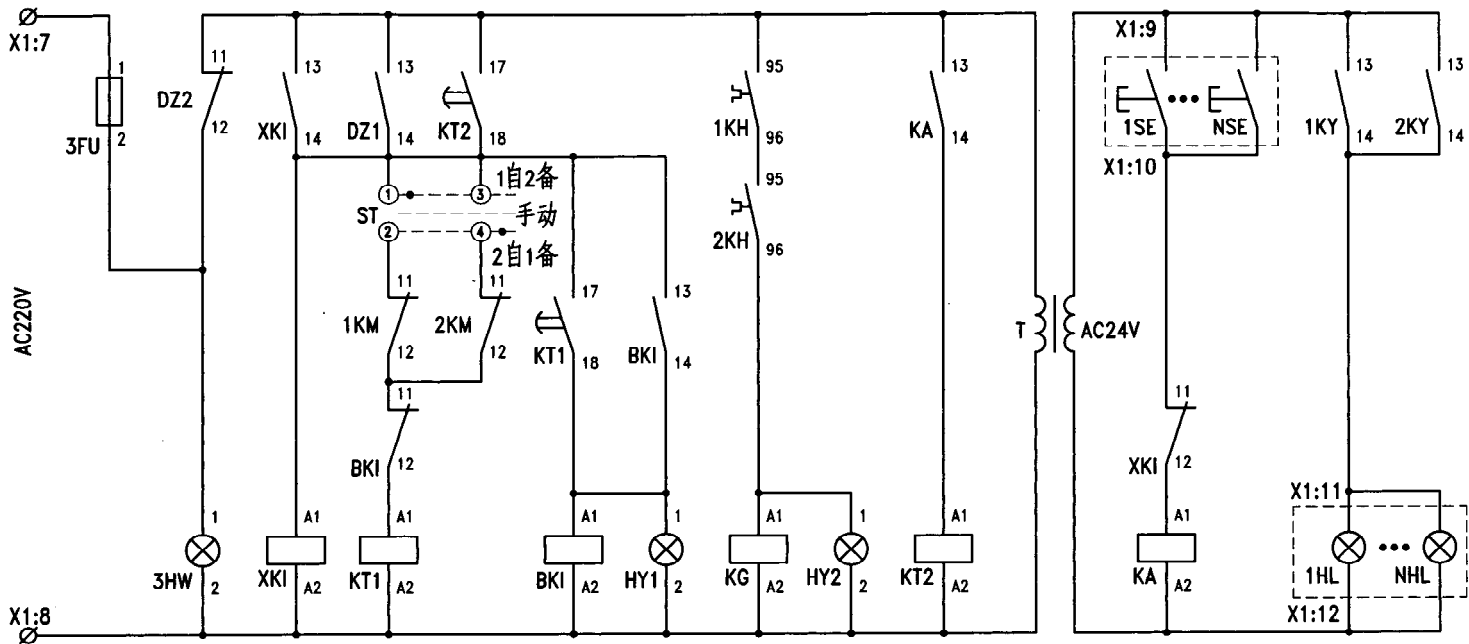 X1:7
3FU
1
2
DZ2
11
12
XKI
13
14
DZ1
13
14
KT2
17
18
1KH
95
96
2KH
95
96
KA
13
14
X1:9
1SE
NSE
X1:10
1KY
13
14
2KY
13
14
ST
1
3
2
4
1自2备
手动
2自1备
AC220V
1KM
11
12
2KM
11
12
BKI
11
12
KT1
17
18
BKI
13
14
T
AC24V
XKI
11
12
3HW
1
2
XKI
A1
A2
KT1
A1
A2
BKI
A1
A2
HY1
1
2
KG
A1
A2
HY2
1
2
KT2
A1
A2
KA
A1
A2
X1:11
1HL
NHL
X1:12
X1:8